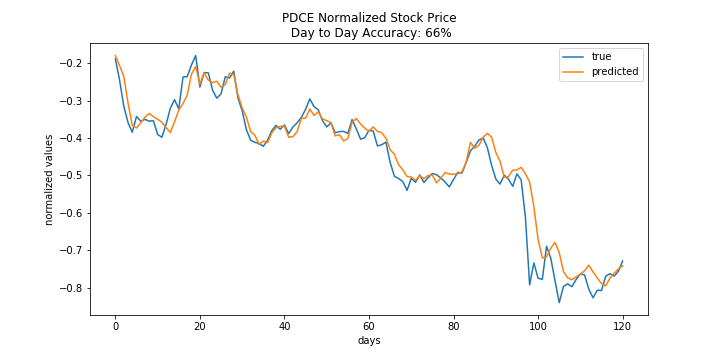 PDCE Normalized Stock Price
Day to Day Accuracy: 66%
true
predicted
normalized values
−0.2
−0.3
−0.4
−0.5
−0.6
−0.7
−0.8
0
20
40
60
80
100
120
days